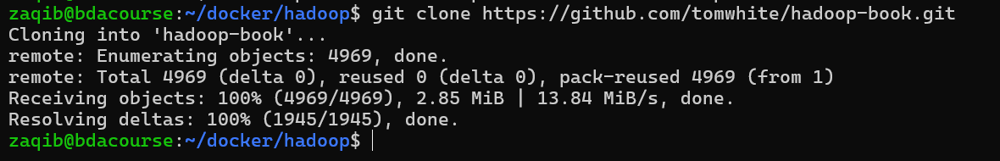 zaqib@bdacourse:~/docker/hadoop$ git clone https://github.com/tomwhite/hadoop-book.git
Cloning into 'hadoop-book'...
remote: Enumerating objects: 4969, done.
remote: Total 4969 (delta 0), reused 0 (delta 0), pack-reused 4969 (from 1)
Receiving objects: 100% (4969/4969), 2.85 MiB | 13.84 MiB/s, done.
Resolving deltas: 100% (1945/1945), done.
zaqib@bdacourse:~/docker/hadoop$